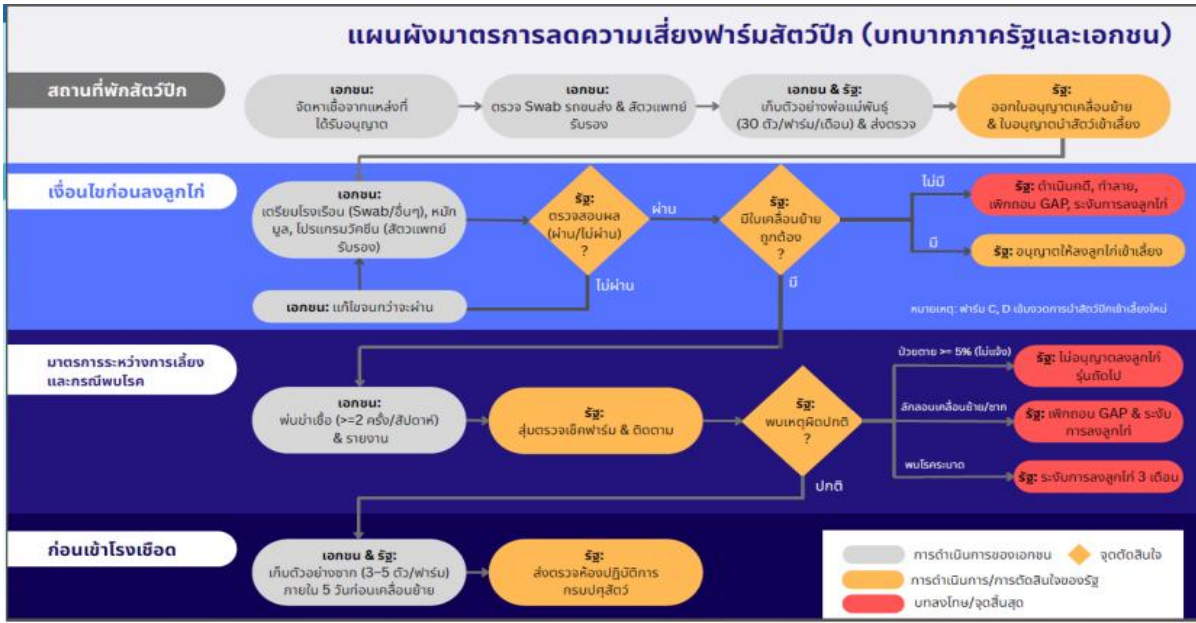 แผนผังมาตรการลดความเสี่ยงฟาร์มสัตว์ปีก (บทบาทภาครัฐและเอกชน)
สถานที่พักสัตว์ปีก
เอกชน:
จัดหาเชื้อจากแหล่งที่
ได้รับอนุญาต
เอกชน:
ตรวจ Swab รถขนส่ง & สัตวแพทย์
รับรอง
เอกชน & รัฐ:
เก็บตัวอย่างพ่อแม่พันธุ์
(30 ตัว/ฟาร์ม/เดือน) & ส่งตรวจ
รัฐ:
ออกใบอนุญาตเคลื่อนย้าย
& ใบอนุญาตนำสัตว์เข้าเลี้ยง
เงื่อนไขก่อนลงลูกไก่
เอกชน:
เตรียมโรงเรือน (Swab/อื่นๆ), หมัก
มูล, โปรแกรมวัคซีน (สัตวแพทย์
รับรอง)
รัฐ:
ตรวจสอบผล
(ผ่าน/ไม่ผ่าน)
?
ผ่าน
รัฐ:
มีใบเคลื่อนย้าย
ถูกต้อง
?
ไม่มี
รัฐ: ดำเนินคดี, ทำลาย,
เพิกถอน GAP, ระงับการลงลูกไก่
มี
รัฐ: อนุญาตให้ลงลูกไก่เข้าเลี้ยง
ไม่ผ่าน
มี
เอกชน: แก้ไขจนกว่าจะผ่าน
หมายเหตุ: ฟาร์ม C, D เข้มงวดการนำสัตว์ปีกเข้าเลี้ยงใหม่
มาตรการระหว่างการเลี้ยง
และกรณีพบโรค
เอกชน:
พ่นฆ่าเชื้อ (>=2 ครั้ง/สัปดาห์)
& รายงาน
รัฐ:
สุ่มตรวจเช็คฟาร์ม & ติดตาม
รัฐ:
พบเหตุผิดปกติ
?
ป่วยตาย >= 5% (ไม่แจ้ง)
รัฐ: ไม่อนุญาตลงลูกไก่
รุ่นถัดไป
ลักลอบเคลื่อนย้าย/ซาก
รัฐ: เพิกถอน GAP & ระงับ
การลงลูกไก่
พบโรคระบาด
รัฐ: ระงับการลงลูกไก่ 3 เดือน
ปกติ
ก่อนเข้าโรงเชือด
เอกชน & รัฐ:
เก็บตัวอย่างซาก (3–5 ตัว/ฟาร์ม)
ภายใน 5 วันก่อนเคลื่อนย้าย
รัฐ:
ส่งตรวจห้องปฏิบัติการ
กรมปศุสัตว์
การดำเนินการของเอกชน
จุดตัดสินใจ
การดำเนินการ/การตัดสินใจของรัฐ
บทลงโทษ/จุดสิ้นสุด